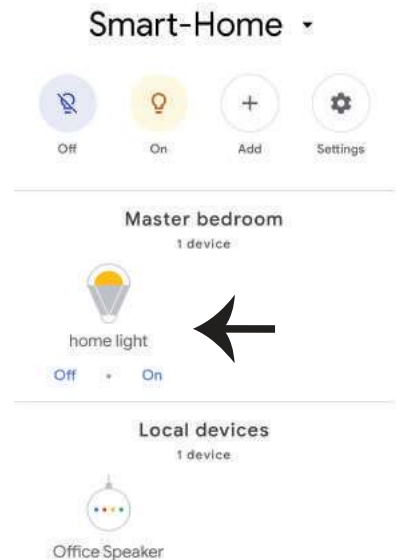 Smart-Home
Off On Add Settings
Master bedroom
1 device
home light
Off • On
Local devices
1 device
Office Speaker